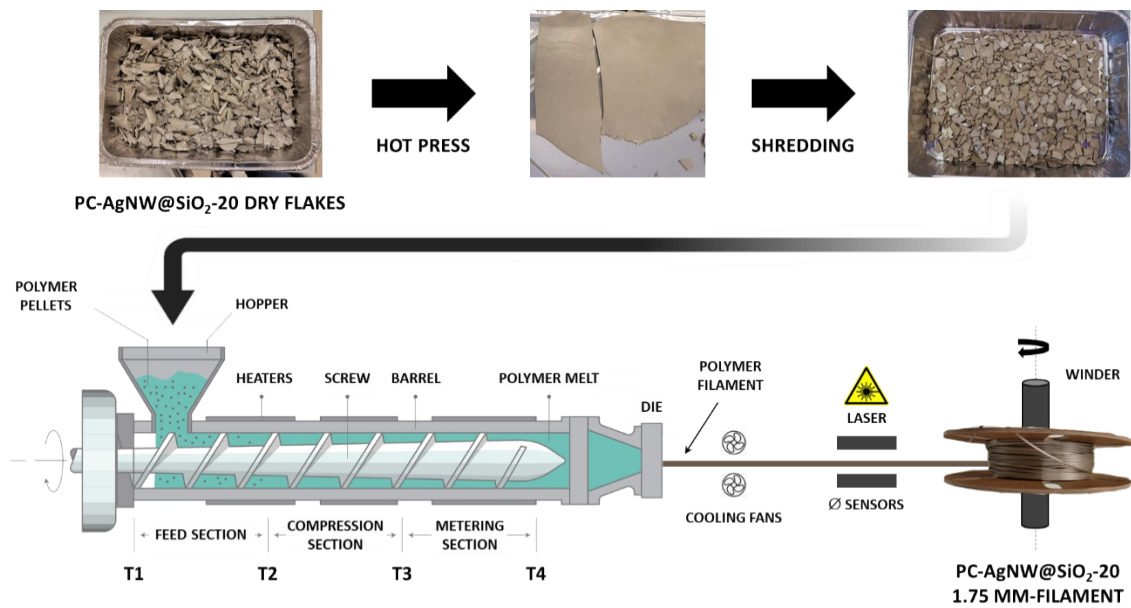 HOT PRESS
SHREDDING
PC-AgNW@SiO₂-20 DRY FLAKES
POLYMER
PELLETS
HOPPER
HEATERS
SCREW
BARREL
POLYMER MELT
DIE
POLYMER
FILAMENT
LASER
WINDER
COOLING FANS
Ø SENSORS
FEED SECTION
COMPRESSION
SECTION
METERING
SECTION
T1
T2
T3
T4
PC-AgNW@SiO₂-20
1.75 MM-FILAMENT